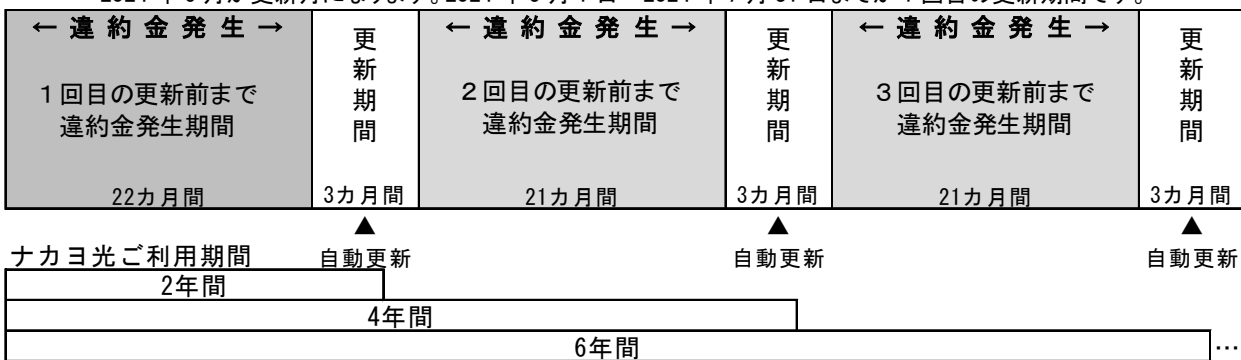 ← 違 約 金 発 生 →
1回目の更新前まで
違約金発生期間
22カ月間
更新期間
3カ月間
← 違 約 金 発 生 →
2回目の更新前まで
違約金発生期間
21カ月間
更新期間
3カ月間
← 違 約 金 発 生 →
3回目の更新前まで
違約金発生期間
21カ月間
更新期間
3カ月間
▲
自動更新
▲
自動更新
▲
自動更新
ナカヨ光ご利用期間
2年間
4年間
6年間
…